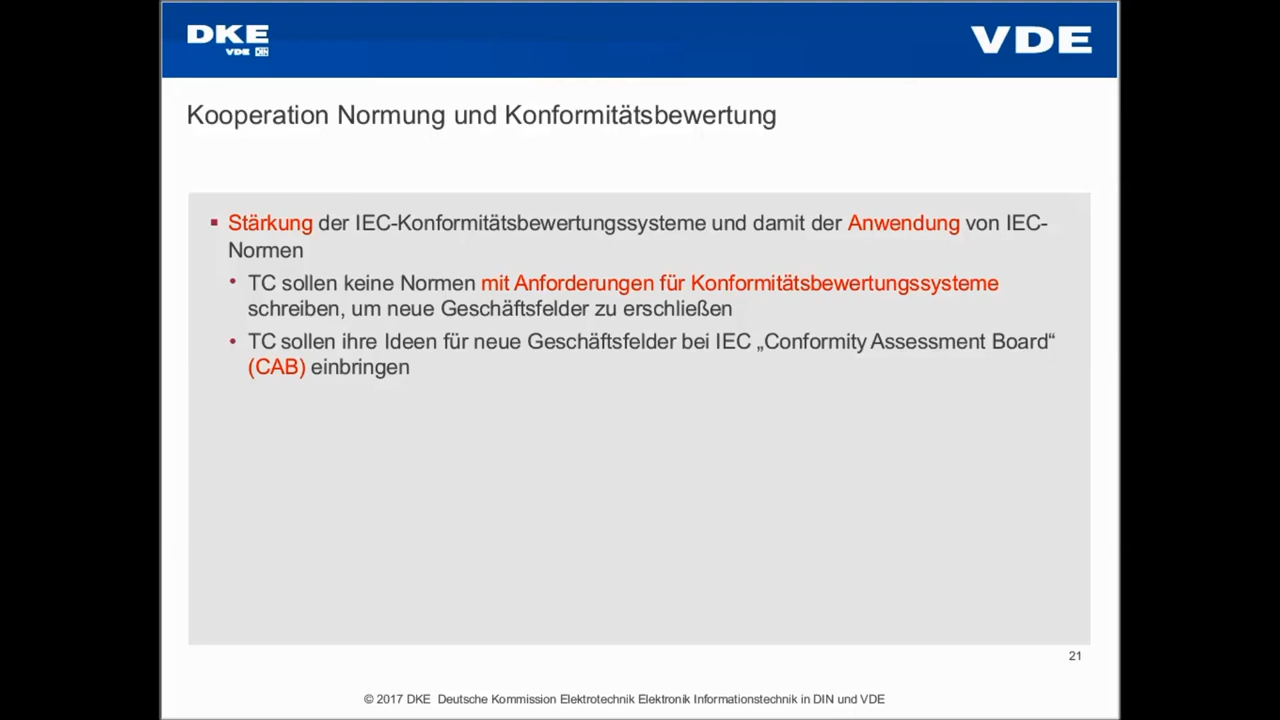 DKE
VDE DIN
VDE
Kooperation Normung und Konformitätsbewertung
Stärkung der IEC-Konformitätsbewertungssysteme und damit der Anwendung von IEC-
Normen
TC sollen keine Normen mit Anforderungen für Konformitätsbewertungssysteme
schreiben, um neue Geschäftsfelder zu erschließen
TC sollen ihre Ideen für neue Geschäftsfelder bei IEC „Conformity Assessment Board“
(CAB) einbringen
21
© 2017 DKE Deutsche Kommission Elektrotechnik Elektronik Informationstechnik in DIN und VDE